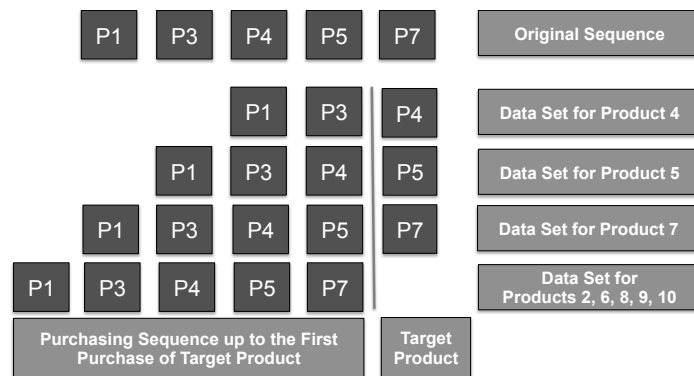 P1 P3 P4 P5 P7 Original Sequence
P1 P3 P4 Data Set for Product 4
P1 P3 P4 P5 Data Set for Product 5
P1 P3 P4 P5 P7 Data Set for Product 7
P1 P3 P4 P5 P7 Data Set for
Products 2, 6, 8, 9, 10
Purchasing Sequence up to the First
Purchase of Target Product
Target
Product